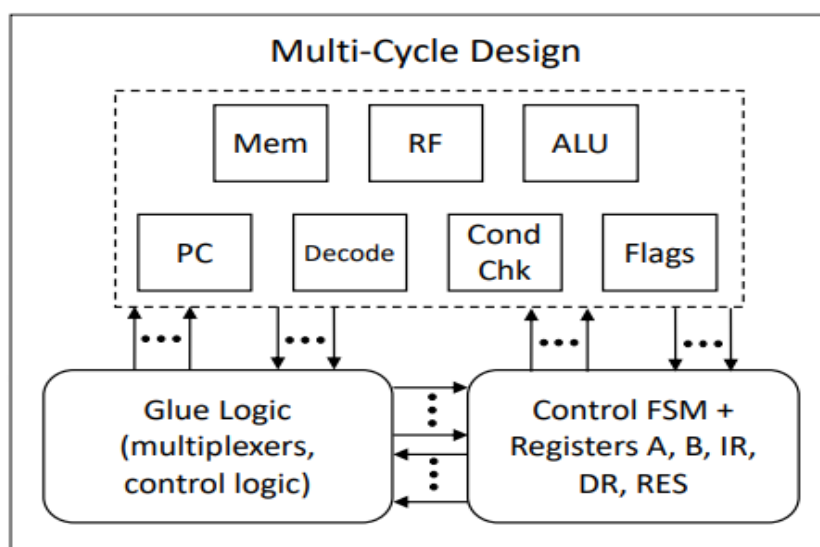 Multi-Cycle Design
Mem
RF
ALU
PC
Decode
Cond
Chk
Flags
Glue Logic
(multiplexers,
control logic)
Control FSM +
Registers A, B, IR,
DR, RES